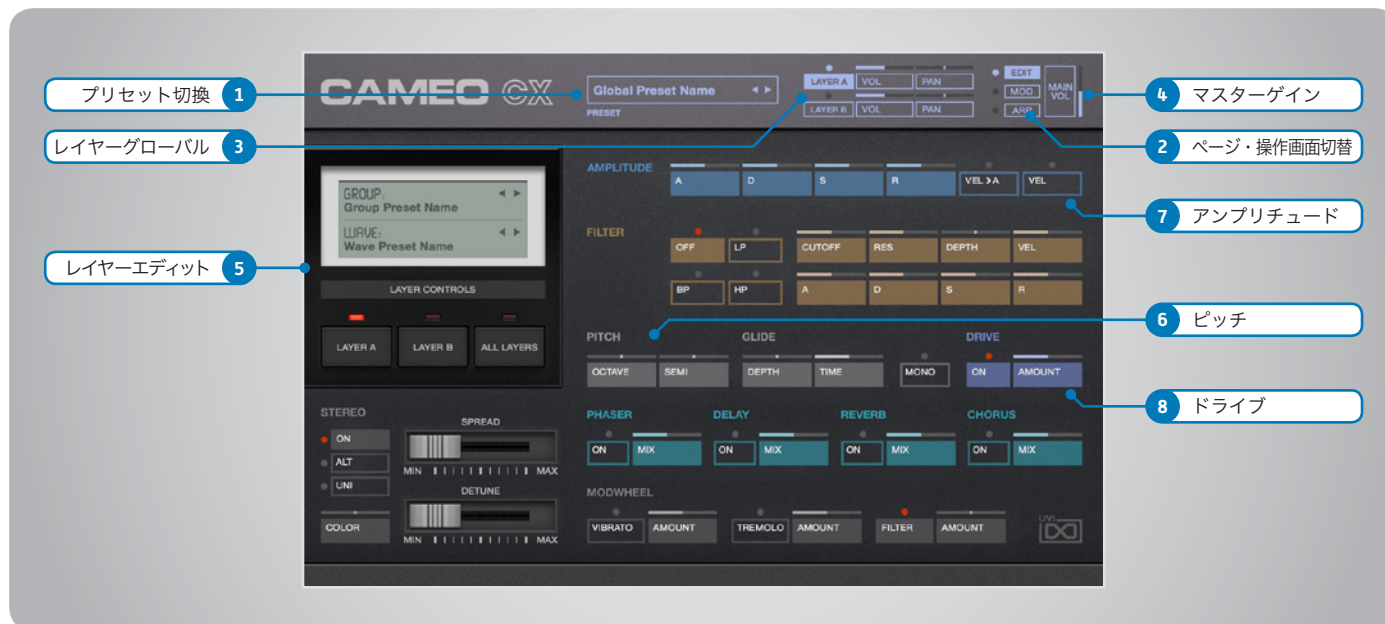 プリセット切換 1
レイヤーグローバル 3
レイヤーエディット 5
4 マスターゲイン
2 ページ・操作画面切替
7 アンプリチュード
6 ピッチ
8 ドライブ
CAMEO CX
Global Preset Name
PRESET
LAYER A VOL PAN
LAYER B VOL PAN
EDIT
MOD
ARP
MAIN VOL
GROUP:
Group Preset Name
WAVE:
Wave Preset Name
LAYER CONTROLS
LAYER A LAYER B ALL LAYERS
AMPLITUDE
A D S R VEL>A VEL
FILTER
OFF LP CUTOFF RES DEPTH VEL
BP HP A D S R
PITCH GLIDE DRIVE
OCTAVE SEMI DEPTH TIME MONO ON AMOUNT
STEREO
ON
ALT
UNI
COLOR
SPREAD
MIN MAX
DETUNE
MIN MAX
PHASER DELAY REVERB CHORUS
ON MIX ON MIX ON MIX ON MIX
MODWHEEL
VIBRATO AMOUNT TREMOLO AMOUNT FILTER AMOUNT
UVI